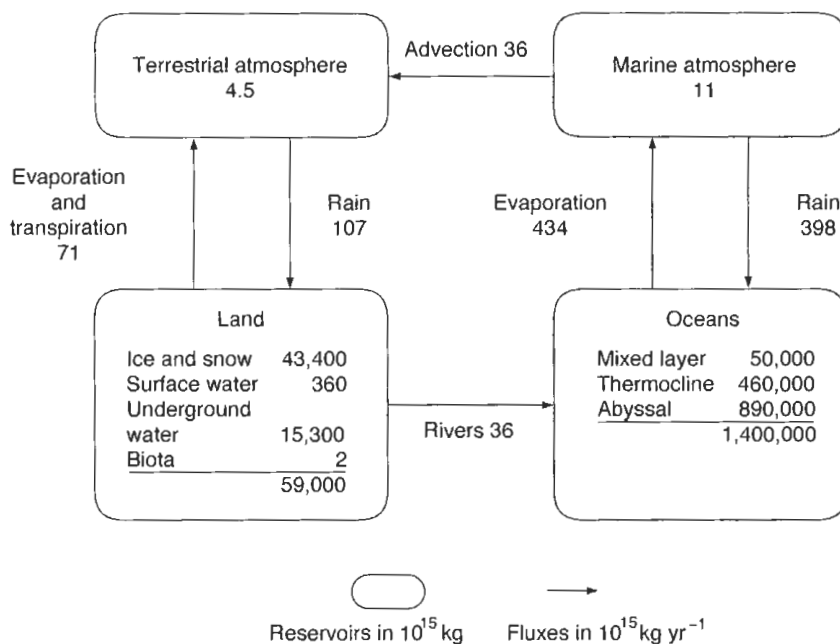 Terrestrial atmosphere
4.5
Advection 36
Marine atmosphere
11
Evaporation
and
transpiration
71
Rain
107
Evaporation
434
Rain
398
Land
Ice and snow 43,400
Surface water 360
Underground
water 15,300
Biota 2
59,000
Rivers 36
Oceans
Mixed layer 50,000
Thermocline 460,000
Abyssal 890,000
1,400,000
Reservoirs in 10¹⁵ kg
Fluxes in 10¹⁵ kg yr⁻¹